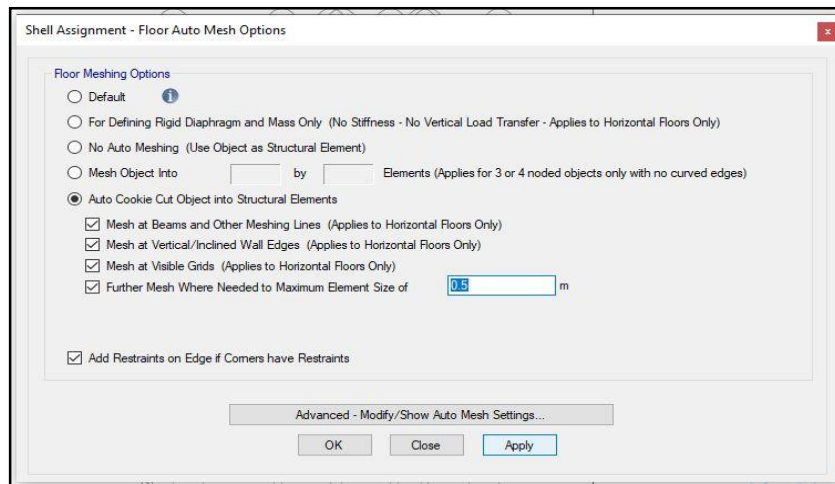 Shell Assignment - Floor Auto Mesh Options
x
Floor Meshing Options
Default
For Defining Rigid Diaphragm and Mass Only (No Stiffness - No Vertical Load Transfer - Applies to Horizontal Floors Only)
No Auto Meshing (Use Object as Structural Element)
Mesh Object Into by Elements (Applies for 3 or 4 noded objects only with no curved edges)
Auto Cookie Cut Object into Structural Elements
Mesh at Beams and Other Meshing Lines (Applies to Horizontal Floors Only)
Mesh at Vertical/Inclined Wall Edges (Applies to Horizontal Floors Only)
Mesh at Visible Grids (Applies to Horizontal Floors Only)
Further Mesh Where Needed to Maximum Element Size of 0.5 m
Add Restraints on Edge if Corners have Restraints
Advanced - Modify/Show Auto Mesh Settings...
OK Close Apply